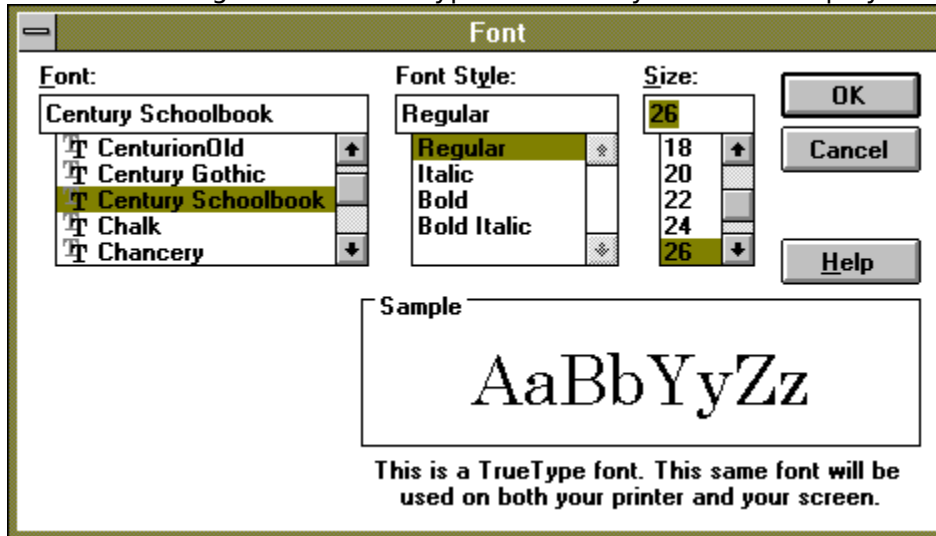 Font
Font: Font Style: Size:
Century Schoolbook Regular 26
OK
CenturionOld
Century Gothic
Century Schoolbook
Chalk
Chancery
Regular
Italic
Bold
Bold Italic
18
20
22
24
26
Cancel
Help
Sample
AaBbYyZz
This is a TrueType font. This same font will be
used on both your printer and your screen.